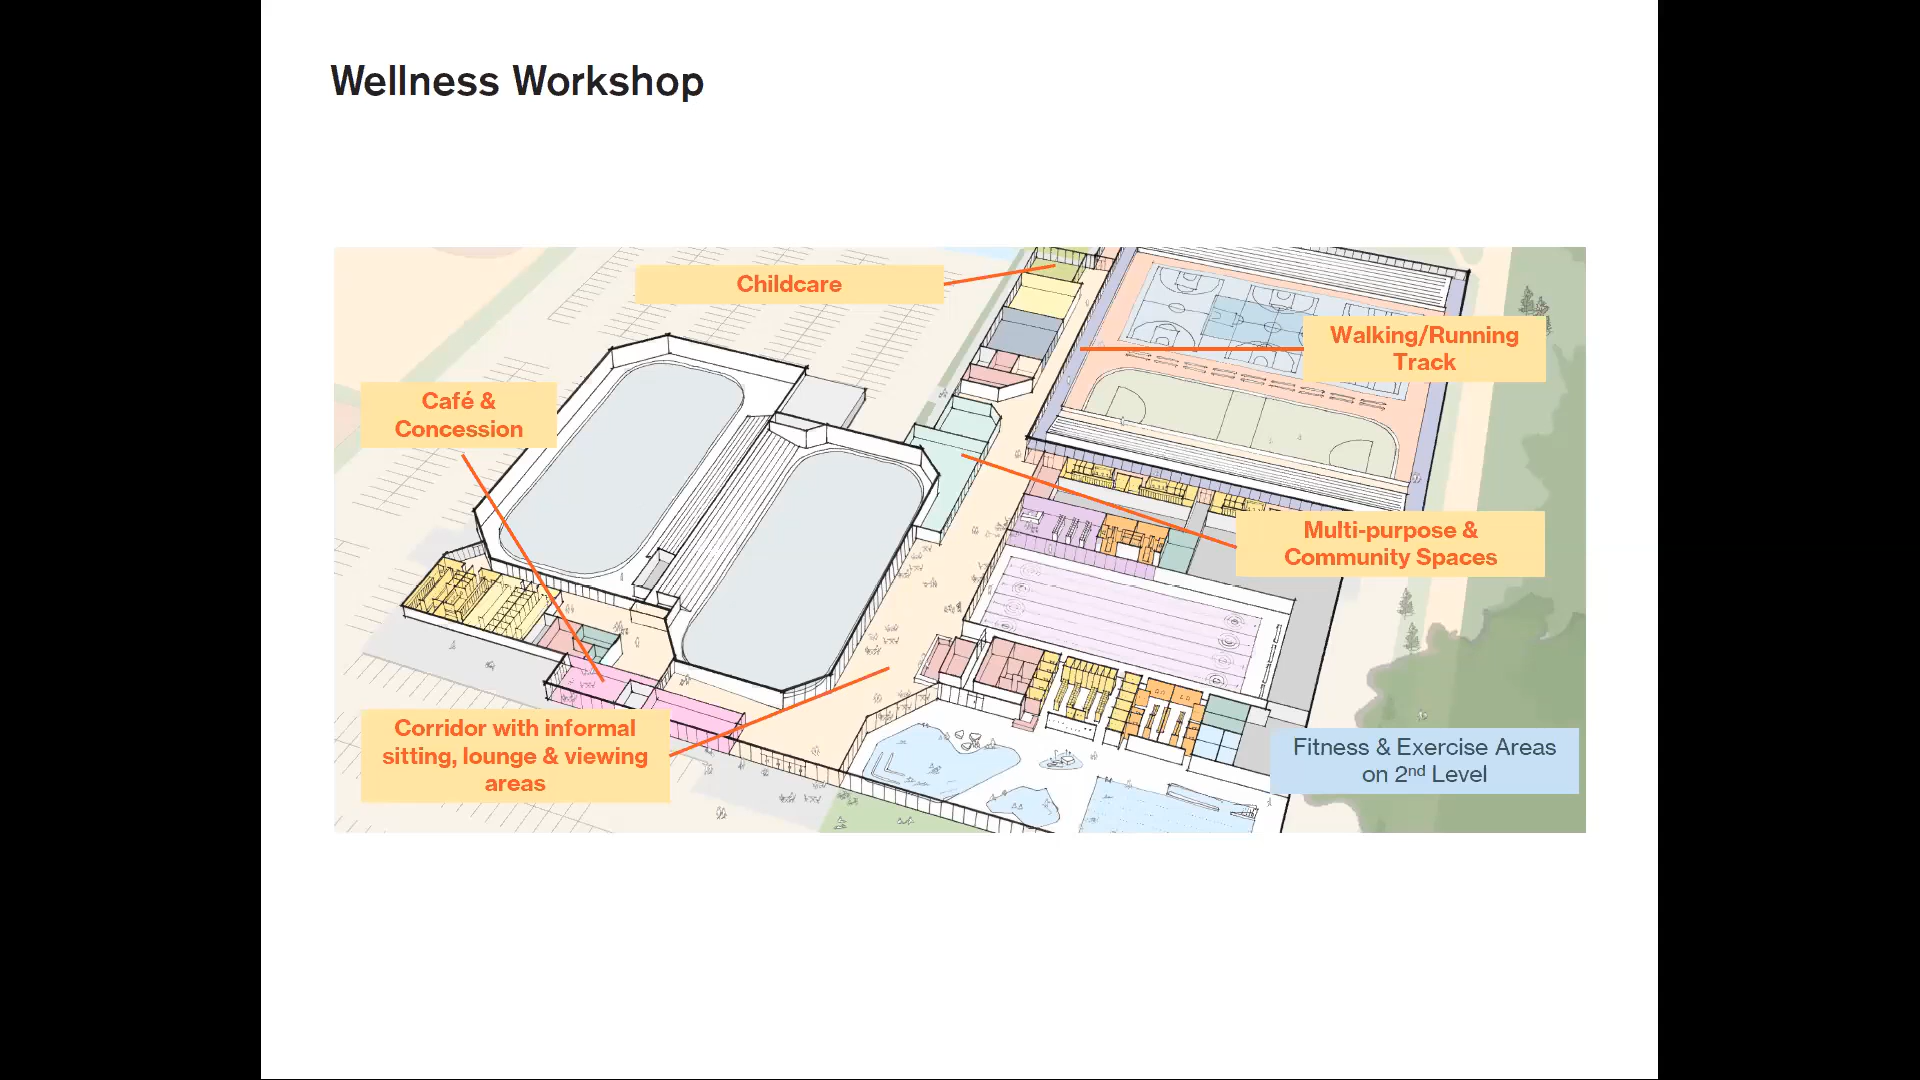 Wellness Workshop
Childcare
Walking/Running
Track
Café &
Concession
Multi-purpose &
Community Spaces
Corridor with informal
sitting, lounge & viewing
areas
Fitness & Exercise Areas
on 2nd Level